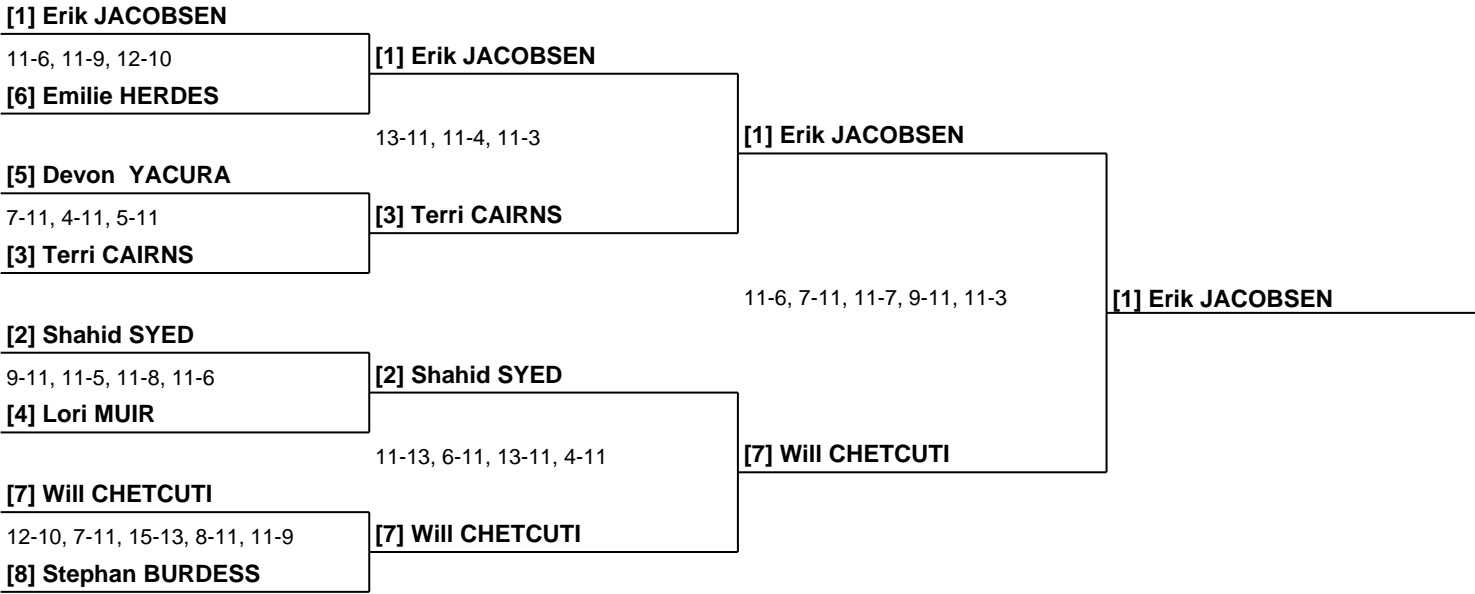 [1] Erik JACOBSEN
11-6, 11-9, 12-10
[1] Erik JACOBSEN
[6] Emilie HERDES
13-11, 11-4, 11-3
[1] Erik JACOBSEN
[5] Devon  YACURA
7-11, 4-11, 5-11
[3] Terri CAIRNS
[3] Terri CAIRNS
11-6, 7-11, 11-7, 9-11, 11-3
[1] Erik JACOBSEN
[2] Shahid SYED
9-11, 11-5, 11-8, 11-6
[2] Shahid SYED
[4] Lori MUIR
11-13, 6-11, 13-11, 4-11
[7] Will CHETCUTI
[7] Will CHETCUTI
12-10, 7-11, 15-13, 8-11, 11-9
[7] Will CHETCUTI
[8] Stephan BURDESS